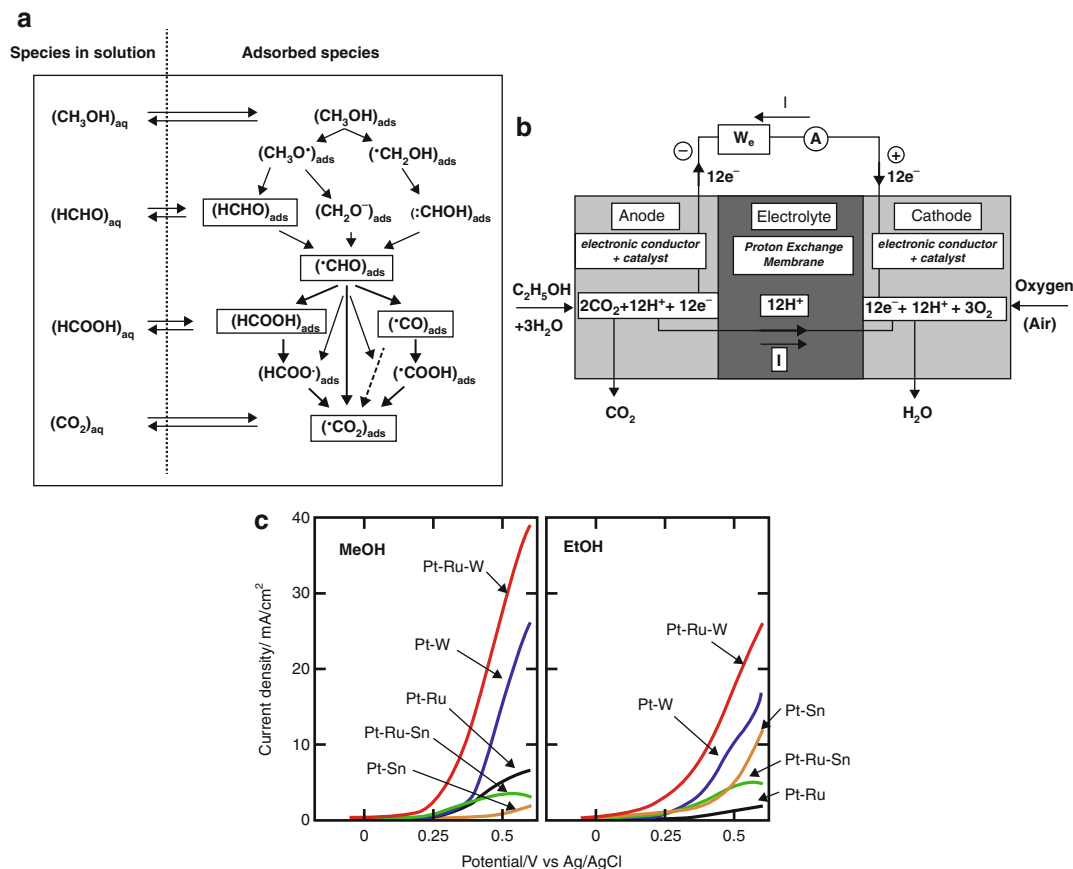 a
Species in solution
Adsorbed species
(CH₃OH)aq
(CH₃OH)ads
(CH₃O•)ads
(•CH₂OH)ads
(HCHO)aq
(HCHO)ads
(CH₂O⁻)ads
(:CHOH)ads
(•CHO)ads
(HCOOH)aq
(HCOOH)ads
(•CO)ads
(HCOO•)ads
(•COOH)ads
(CO₂)aq
(•CO₂)ads
b
I
We
A
−
+
12e⁻
12e⁻
Anode
Electrolyte
Cathode
electronic conductor
+ catalyst
Proton Exchange
Membrane
electronic conductor
+ catalyst
C₂H₅OH
+3H₂O
2CO₂+12H⁺+ 12e⁻
12H⁺
12e⁻+ 12H⁺+ 3O₂
Oxygen
(Air)
I
CO₂
H₂O
c
Current density/ mA/cm²
40
30
20
10
0
MeOH
Pt-Ru-W
Pt-W
Pt-Ru
Pt-Ru-Sn
Pt-Sn
0
0.25
0.5
EtOH
Pt-Ru-W
Pt-W
Pt-Sn
Pt-Ru-Sn
Pt-Ru
0
0.25
0.5
Potential/V vs Ag/AgCl